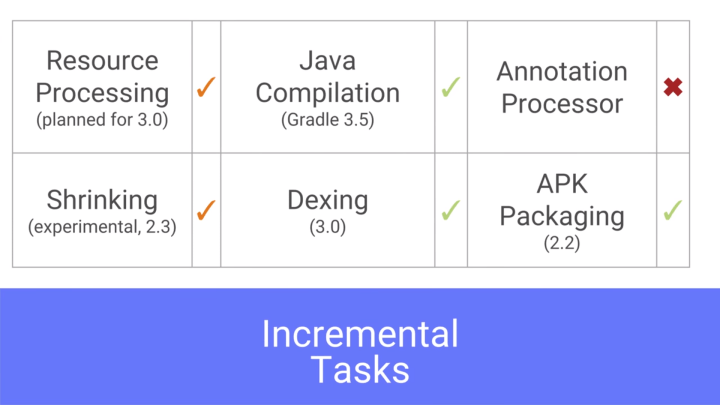 Resource
Processing
(planned for 3.0)
✓
Java
Compilation
(Gradle 3.5)
✓
Annotation
Processor
✖
Shrinking
(experimental, 2.3)
✓
Dexing
(3.0)
✓
APK
Packaging
(2.2)
✓
Incremental
Tasks